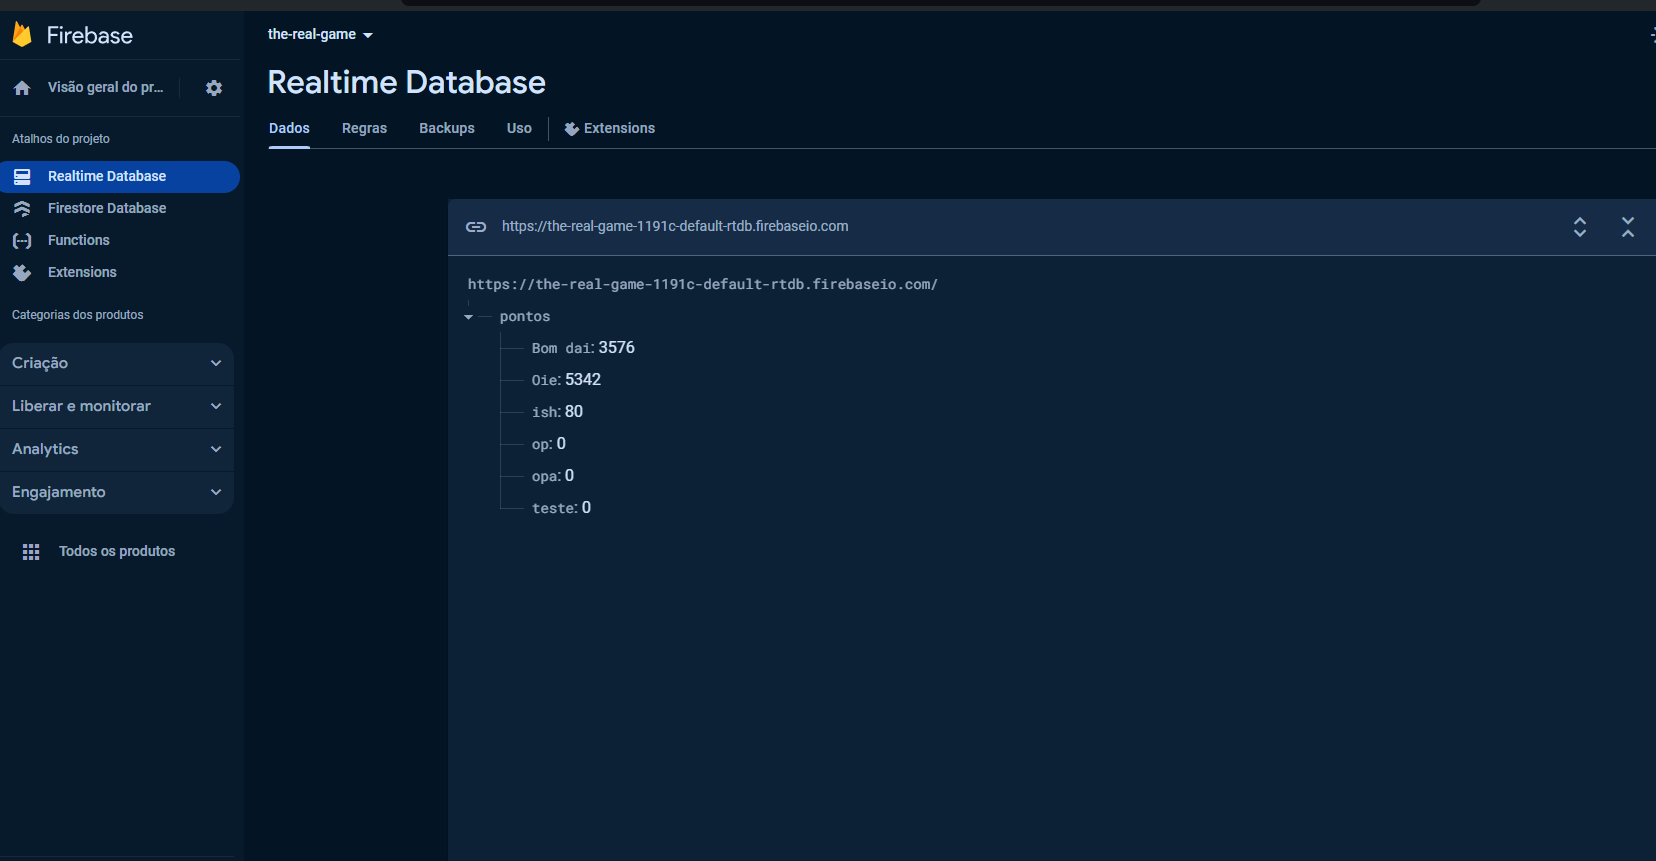 Firebase
Visão geral do pr...
Atalhos do projeto
Realtime Database
Firestore Database
Functions
Extensions
Categorias dos produtos
Criação
Liberar e monitorar
Analytics
Engajamento
Todos os produtos
the-real-game
Realtime Database
Dados Regras Backups Uso Extensions
https://the-real-game-1191c-default-rtdb.firebaseio.com
https://the-real-game-1191c-default-rtdb.firebaseio.com/
pontos
Bom dai: 3576
Oie: 5342
ish: 80
op: 0
opa: 0
teste: 0